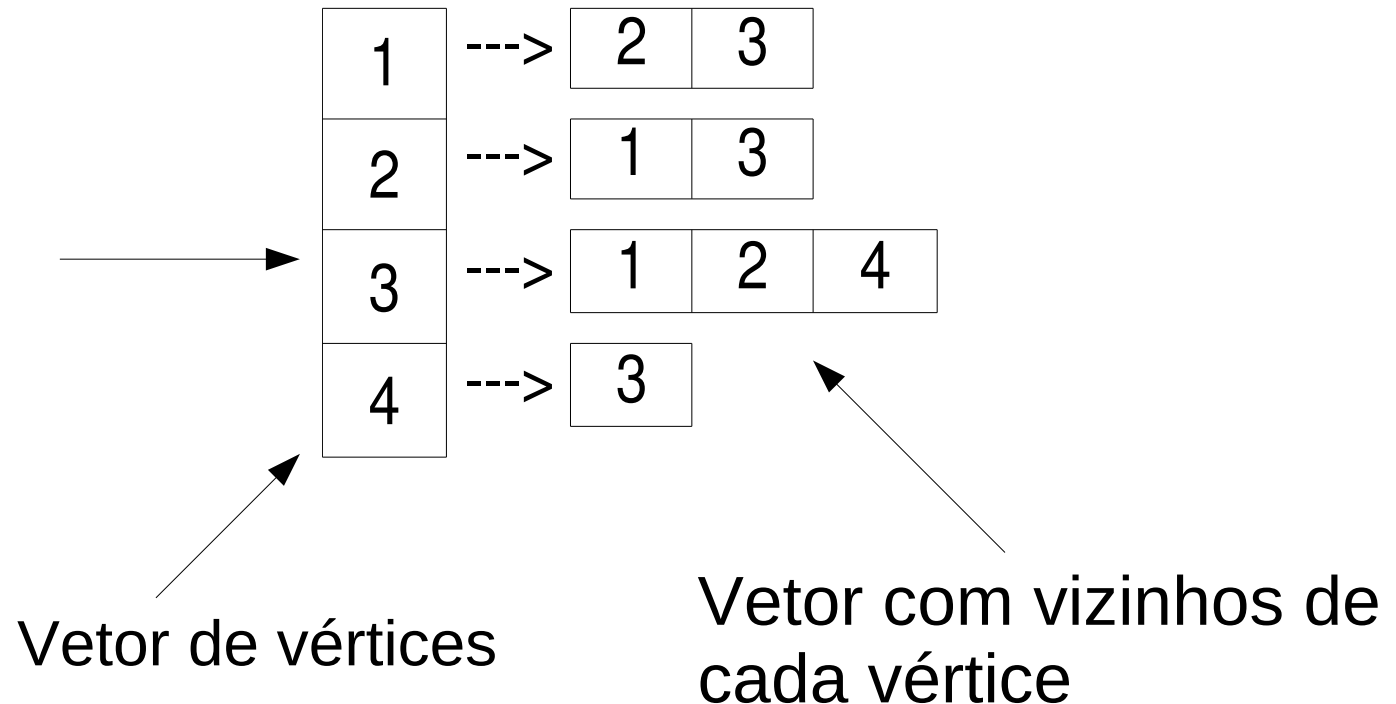 1 ---> 2 3
2 ---> 1 3
3 ---> 1 2 4
4 ---> 3
Vetor de vértices
Vetor com vizinhos de
cada vértice